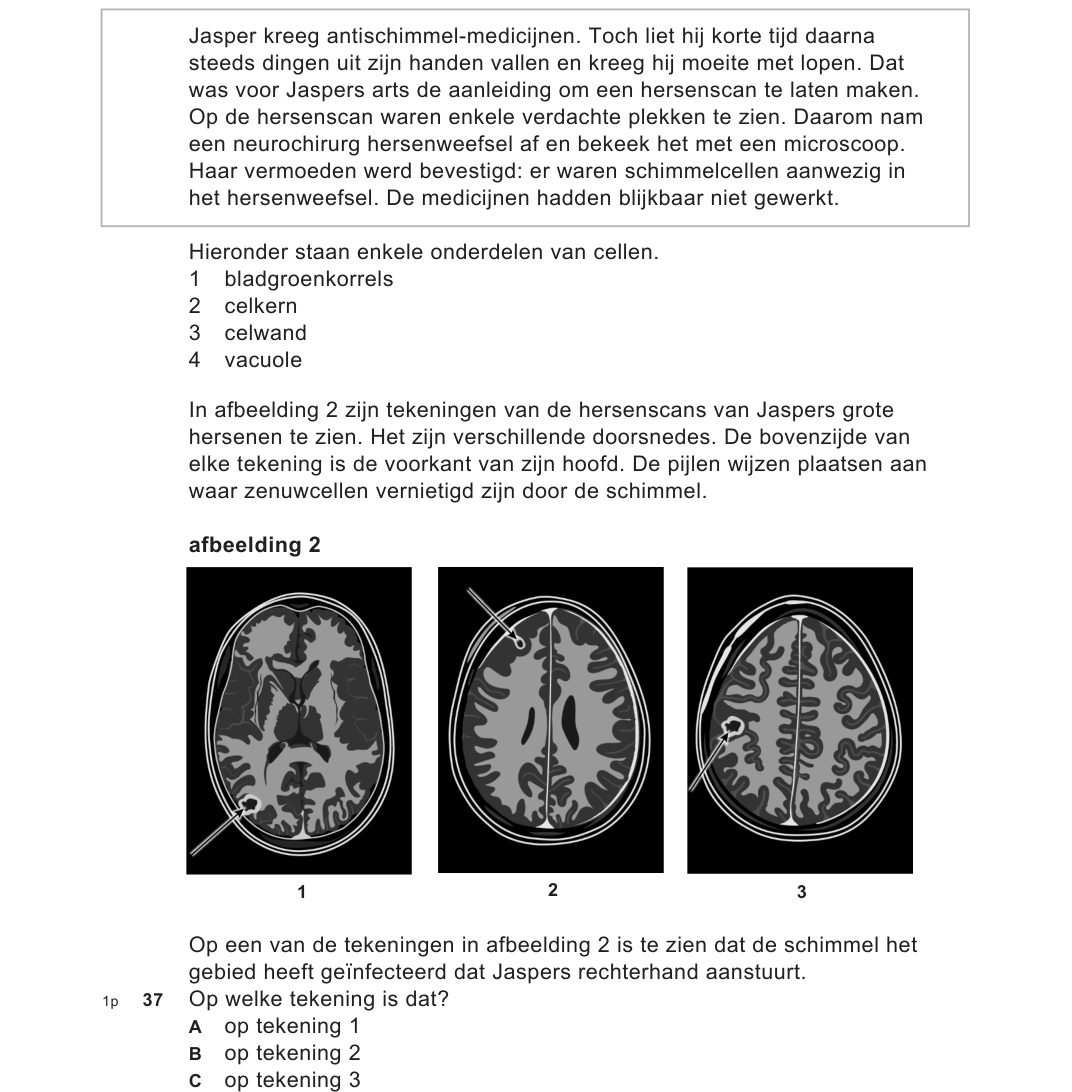 Jasper kreeg antischimmel-medicijnen. Toch liet hij korte tijd daarna
steeds dingen uit zijn handen vallen en kreeg hij moeite met lopen. Dat
was voor Jaspers arts de aanleiding om een hersenscan te laten maken.
Op de hersenscan waren enkele verdachte plekken te zien. Daarom nam
een neurochirurg hersenweefsel af en bekeek het met een microscoop.
Haar vermoeden werd bevestigd: er waren schimmelcellen aanwezig in
het hersenweefsel. De medicijnen hadden blijkbaar niet gewerkt.
Hieronder staan enkele onderdelen van cellen.
1 bladgroenkorrels
2 celkern
3 celwand
4 vacuole
In afbeelding 2 zijn tekeningen van de hersenscans van Jaspers grote
hersenen te zien. Het zijn verschillende doorsnedes. De bovenzijde van
elke tekening is de voorkant van zijn hoofd. De pijlen wijzen plaatsen aan
waar zenuwcellen vernietigd zijn door de schimmel.
afbeelding 2
1 2 3
Op een van de tekeningen in afbeelding 2 is te zien dat de schimmel het
gebied heeft geïnfecteerd dat Jaspers rechterhand aanstuurt.
1p 37 Op welke tekening is dat?
A op tekening 1
B op tekening 2
C op tekening 3